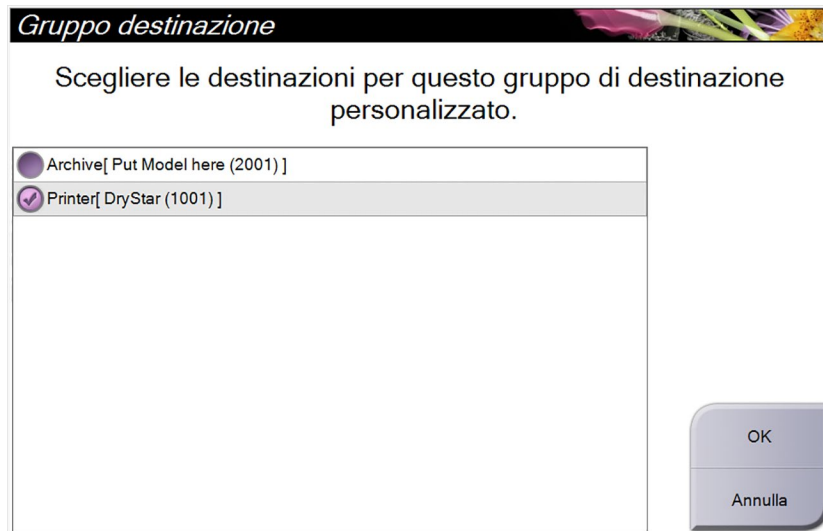 Gruppo destinazione
Scegliere le destinazioni per questo gruppo di destinazione
personalizzato.
Archive[ Put Model here (2001) ]
Printer[ DryStar (1001) ]
OK
Annulla